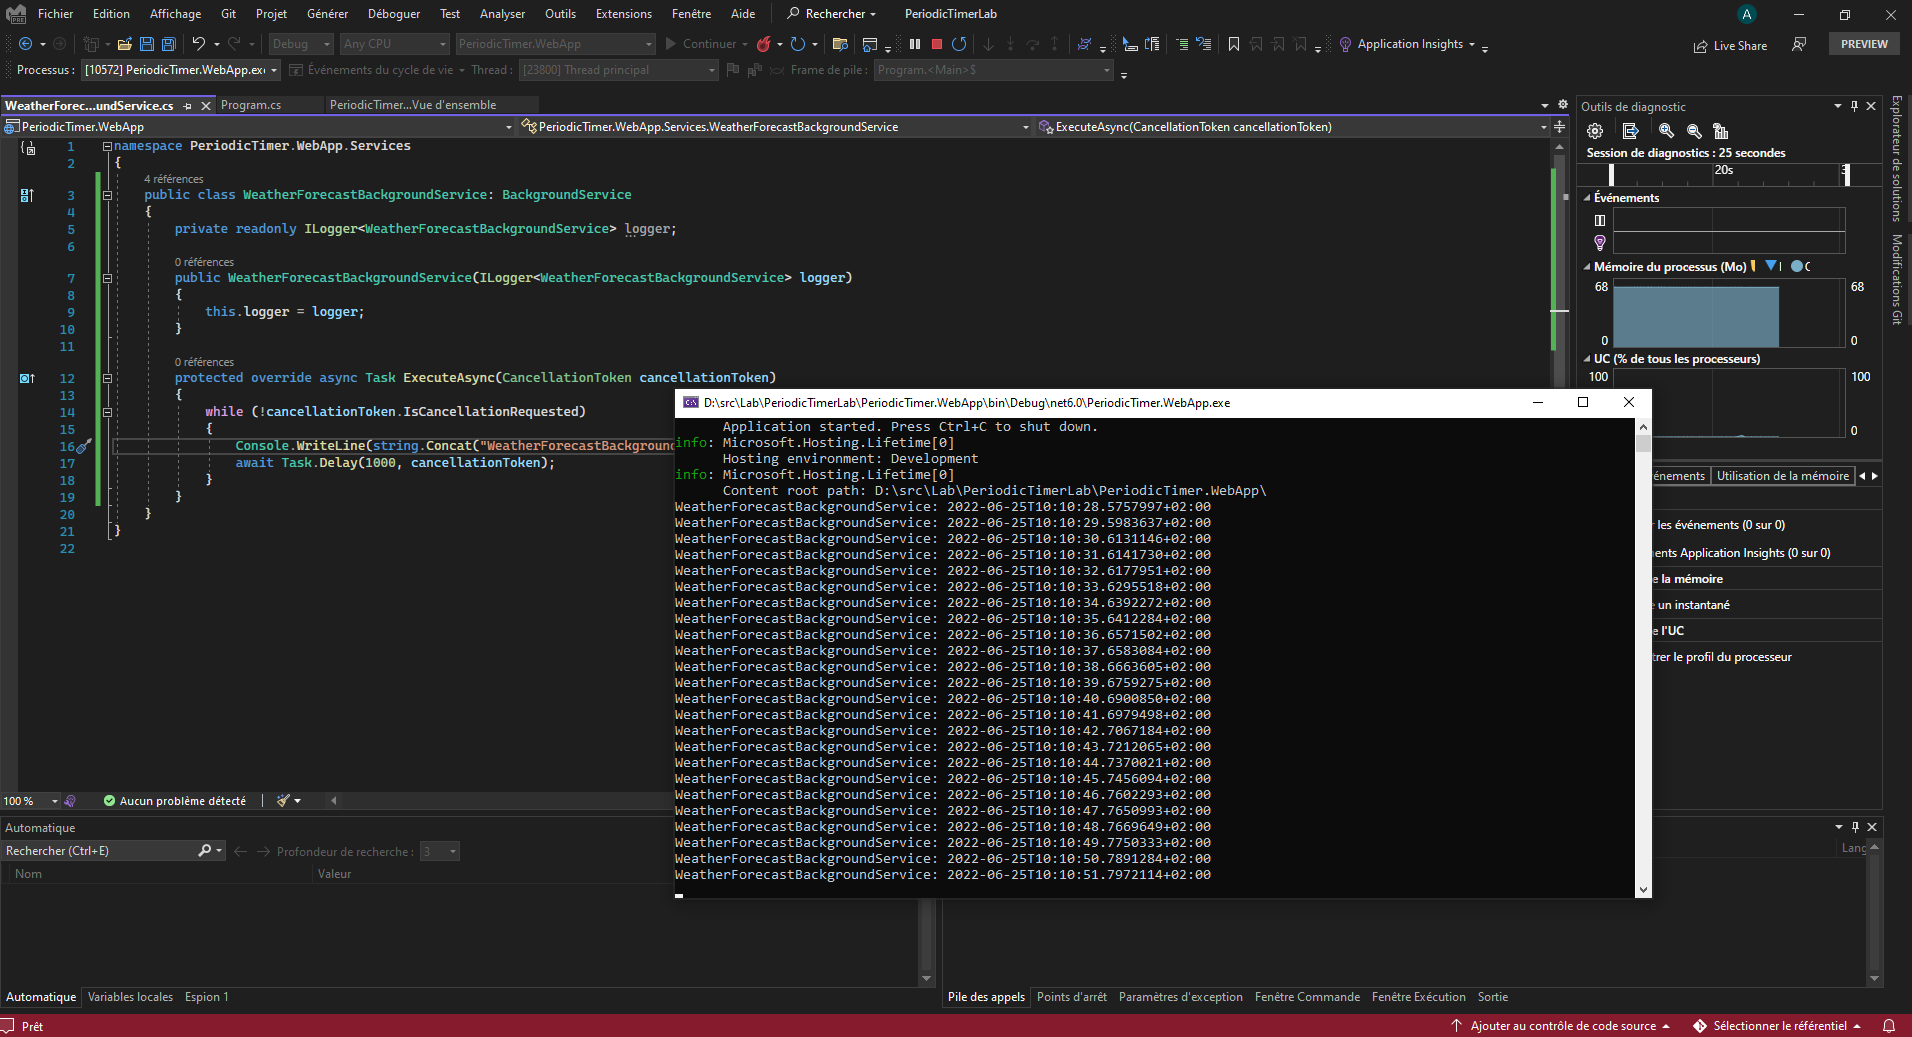 Fichier Edition Affichage Git Projet Générer Déboguer Test Analyser Outils Extensions Fenêtre Aide Rechercher PeriodicTimerLab A
Debug Any CPU PeriodicTimer.WebApp Continuer Application Insights Live Share PREVIEW
Processus : [10572] PeriodicTimer.WebApp.exe Événements du cycle de vie Thread : [23800] Thread principal Frame de pile : Program.<Main>$
WeatherForec...undService.cs Program.cs PeriodicTimer...Vue d'ensemble
PeriodicTimer.WebApp PeriodicTimer.WebApp.Services.WeatherForecastBackgroundService ExecuteAsync(CancellationToken cancellationToken)
1 namespace PeriodicTimer.WebApp.Services
2 {
4 références
3 public class WeatherForecastBackgroundService: BackgroundService
4 {
5 private readonly ILogger<WeatherForecastBackgroundService> logger;
6
0 références
7 public WeatherForecastBackgroundService(ILogger<WeatherForecastBackgroundService> logger)
8 {
9 this.logger = logger;
10 }
11
0 références
12 protected override async Task ExecuteAsync(CancellationToken cancellationToken)
13 {
14 while (!cancellationToken.IsCancellationRequested)
15 {
16 Console.WriteLine(string.Concat("WeatherForecastBackgroun
17 await Task.Delay(1000, cancellationToken);
18 }
19 }
20 }
21 }
22
100 % Aucun problème détecté
D:\src\Lab\PeriodicTimerLab\PeriodicTimer.WebApp\bin\Debug\net6.0\PeriodicTimer.WebApp.exe
Application started. Press Ctrl+C to shut down.
info: Microsoft.Hosting.Lifetime[0]
Hosting environment: Development
info: Microsoft.Hosting.Lifetime[0]
Content root path: D:\src\Lab\PeriodicTimerLab\PeriodicTimer.WebApp\
WeatherForecastBackgroundService: 2022-06-25T10:10:28.5757997+02:00
WeatherForecastBackgroundService: 2022-06-25T10:10:29.5983637+02:00
WeatherForecastBackgroundService: 2022-06-25T10:10:30.6131146+02:00
WeatherForecastBackgroundService: 2022-06-25T10:10:31.6141730+02:00
WeatherForecastBackgroundService: 2022-06-25T10:10:32.6177951+02:00
WeatherForecastBackgroundService: 2022-06-25T10:10:33.6295518+02:00
WeatherForecastBackgroundService: 2022-06-25T10:10:34.6392272+02:00
WeatherForecastBackgroundService: 2022-06-25T10:10:35.6412284+02:00
WeatherForecastBackgroundService: 2022-06-25T10:10:36.6571502+02:00
WeatherForecastBackgroundService: 2022-06-25T10:10:37.6583084+02:00
WeatherForecastBackgroundService: 2022-06-25T10:10:38.6663605+02:00
WeatherForecastBackgroundService: 2022-06-25T10:10:39.6759275+02:00
WeatherForecastBackgroundService: 2022-06-25T10:10:40.6900850+02:00
WeatherForecastBackgroundService: 2022-06-25T10:10:41.6979498+02:00
WeatherForecastBackgroundService: 2022-06-25T10:10:42.7067184+02:00
WeatherForecastBackgroundService: 2022-06-25T10:10:43.7212065+02:00
WeatherForecastBackgroundService: 2022-06-25T10:10:44.7370021+02:00
WeatherForecastBackgroundService: 2022-06-25T10:10:45.7456094+02:00
WeatherForecastBackgroundService: 2022-06-25T10:10:46.7602293+02:00
WeatherForecastBackgroundService: 2022-06-25T10:10:47.7650993+02:00
WeatherForecastBackgroundService: 2022-06-25T10:10:48.7669649+02:00
WeatherForecastBackgroundService: 2022-06-25T10:10:49.7750333+02:00
WeatherForecastBackgroundService: 2022-06-25T10:10:50.7891284+02:00
WeatherForecastBackgroundService: 2022-06-25T10:10:51.7972114+02:00
Outils de diagnostic
Session de diagnostics : 25 secondes
20s
Événements
Mémoire du processus (Mo)
68 68
0 0
UC (% de tous les processeurs)
100 100
0
énements Utilisation de la mémoire
les événements (0 sur 0)
ents Application Insights (0 sur 0)
e la mémoire
un instantané
e l'UC
trer le profil du processeur
Explorateur de solutions
Modifications Git
Automatique
Rechercher (Ctrl+E) Profondeur de recherche : 3
Nom Valeur
Lang
Automatique Variables locales Espion 1
Pile des appels Points d'arrêt Paramètres d'exception Fenêtre Commande Fenêtre Exécution Sortie
Prêt Ajouter au contrôle de code source Sélectionner le référentiel